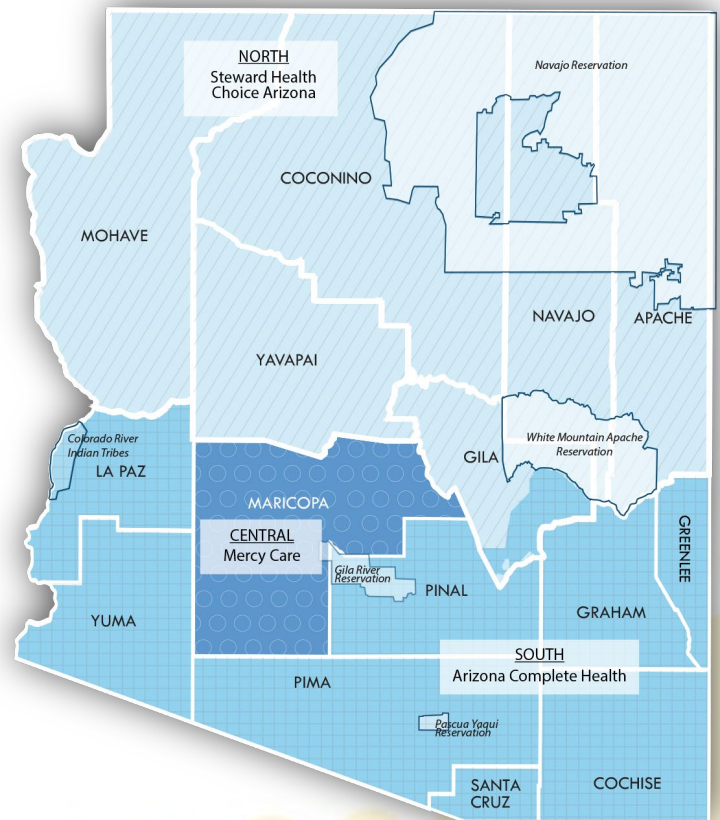 NORTH
Steward Health
Choice Arizona
Navajo Reservation
COCONINO
MOHAVE
NAVAJO
APACHE
YAVAPAI
White Mountain Apache
Reservation
Colorado River
Indian Tribes
GILA
LA PAZ
MARICOPA
CENTRAL
Mercy Care
GREENLEE
Gila River
Reservation
PINAL
GRAHAM
YUMA
SOUTH
Arizona Complete Health
PIMA
Pascua Yaqui
Reservation
SANTA
CRUZ
COCHISE